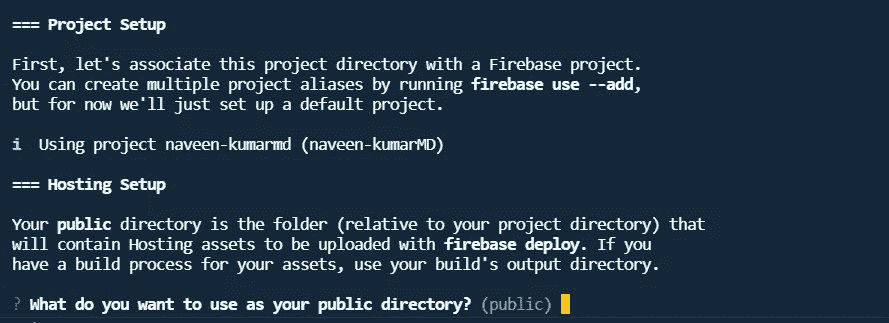 === Project Setup
First, let's associate this project directory with a Firebase project.
You can create multiple project aliases by running firebase use --add,
but for now we'll just set up a default project.
i  Using project naveen-kumarmd (naveen-kumarMD)
=== Hosting Setup
Your public directory is the folder (relative to your project directory) that
will contain Hosting assets to be uploaded with firebase deploy. If you
have a build process for your assets, use your build's output directory.
? What do you want to use as your public directory? (public)